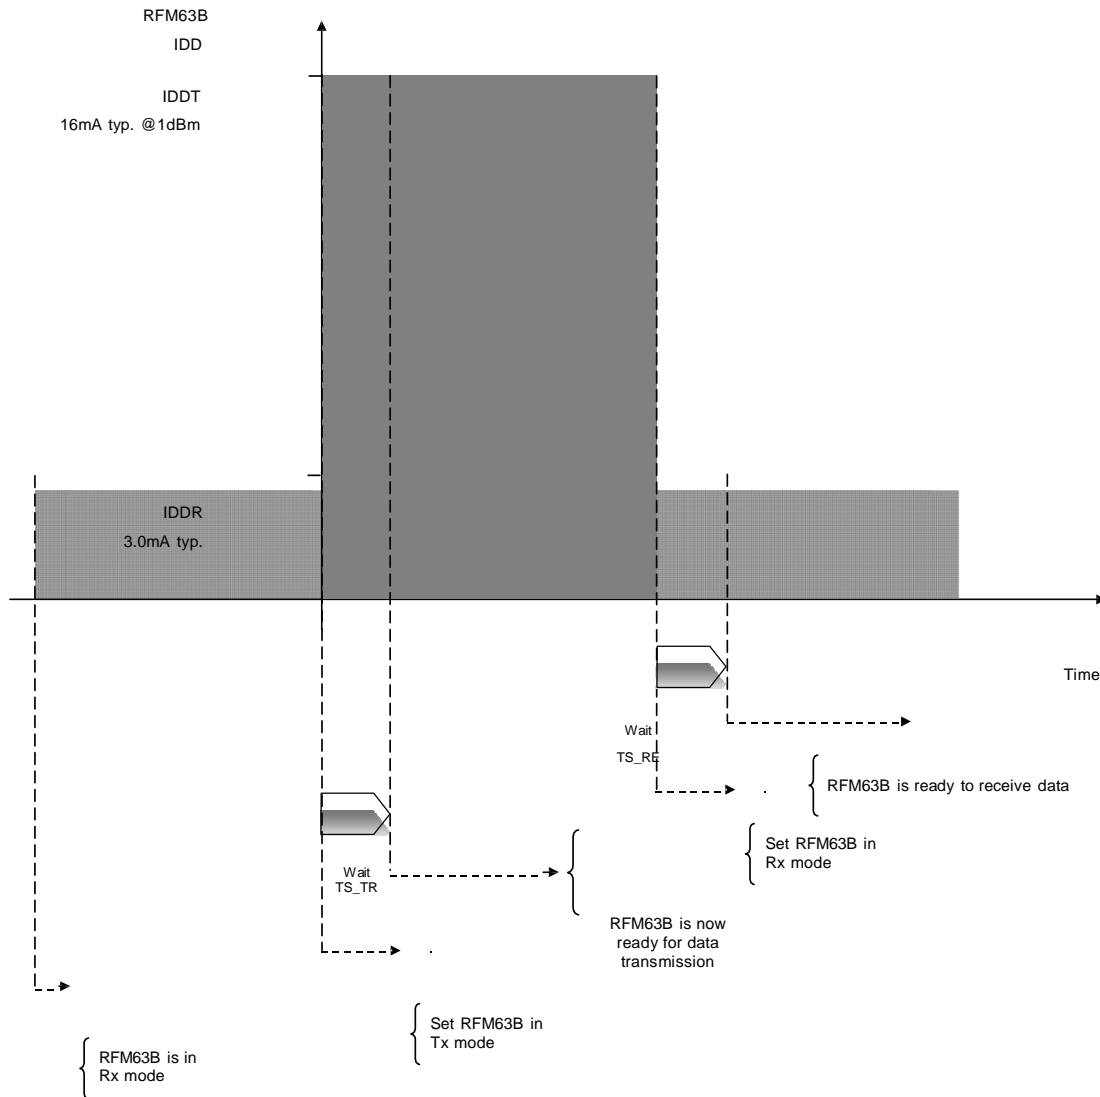 RFM63B
IDD
IDDT
16mA typ. @1dBm
IDDR
3.0mA typ.
Time
Wait
TS_RE
RFM63B is ready to receive data
Set RFM63B in
Rx mode
Wait
TS_TR
RFM63B is now
ready for data
transmission
Set RFM63B in
Tx mode
RFM63B is in
Rx mode